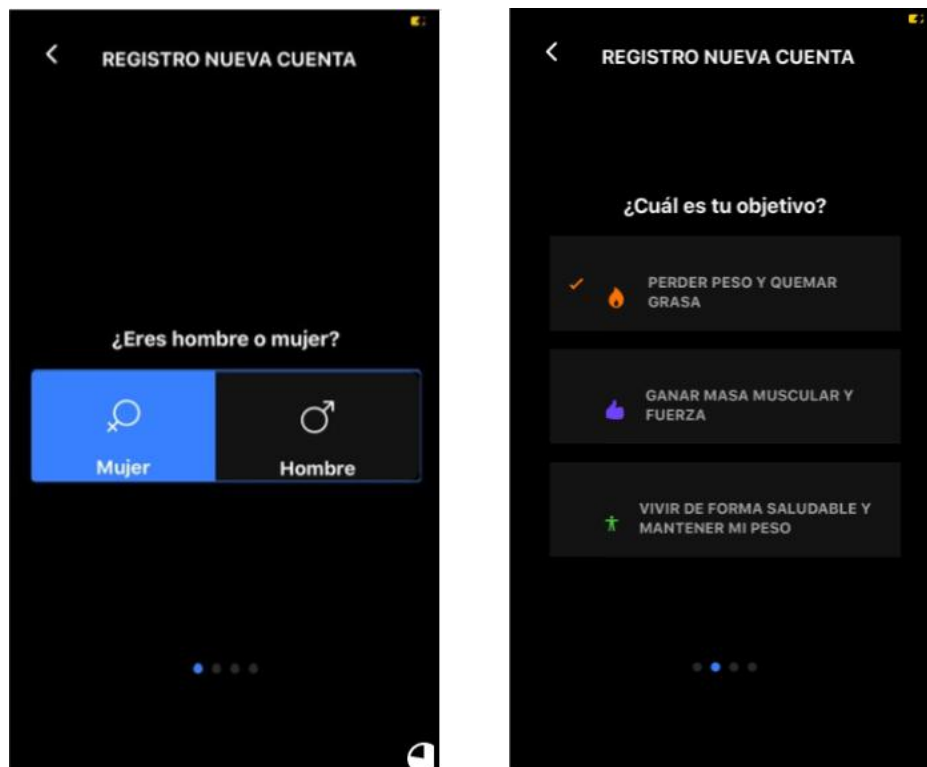 REGISTRO NUEVA CUENTA
¿Eres hombre o mujer?
Mujer
Hombre
REGISTRO NUEVA CUENTA
¿Cuál es tu objetivo?
PERDER PESO Y QUEMAR
GRASA
GANAR MASA MUSCULAR Y
FUERZA
VIVIR DE FORMA SALUDABLE Y
MANTENER MI PESO